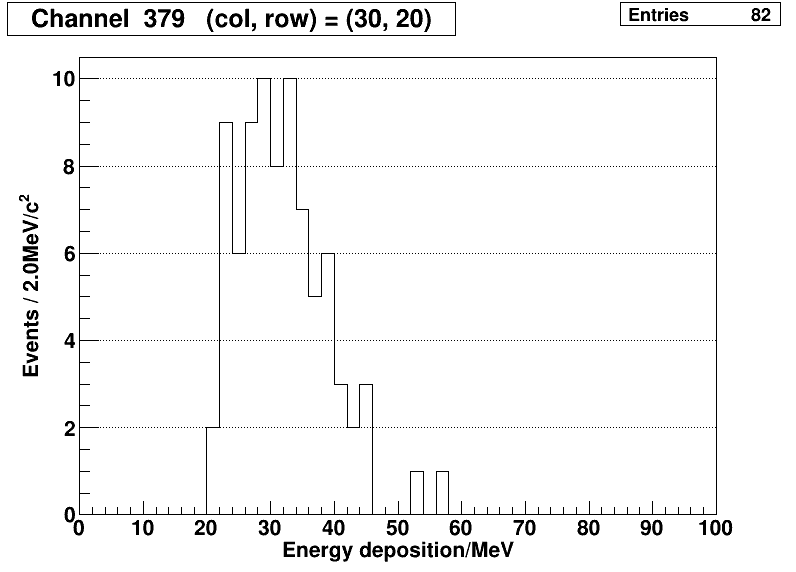 Channel 379 (col, row) = (30, 20)
Entries 82
Events / 2.0MeV/c²
10
8
6
4
2
0
0 10 20 30 40 50 60 70 80 90 100
Energy deposition/MeV